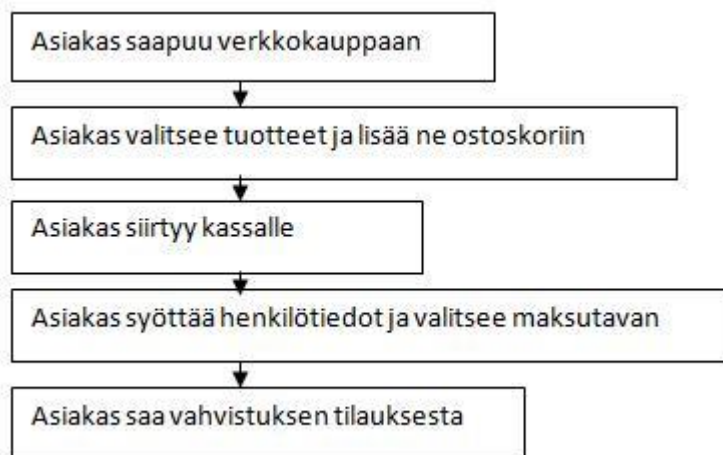 Asiakas saapuu verkkokauppaan
Asiakas valitsee tuotteet ja lisää ne ostoskoriin
Asiakas siirtyy kassalle
Asiakas syöttää henkilötiedot ja valitsee maksutavan
Asiakas saa vahvistuksen tilauksesta